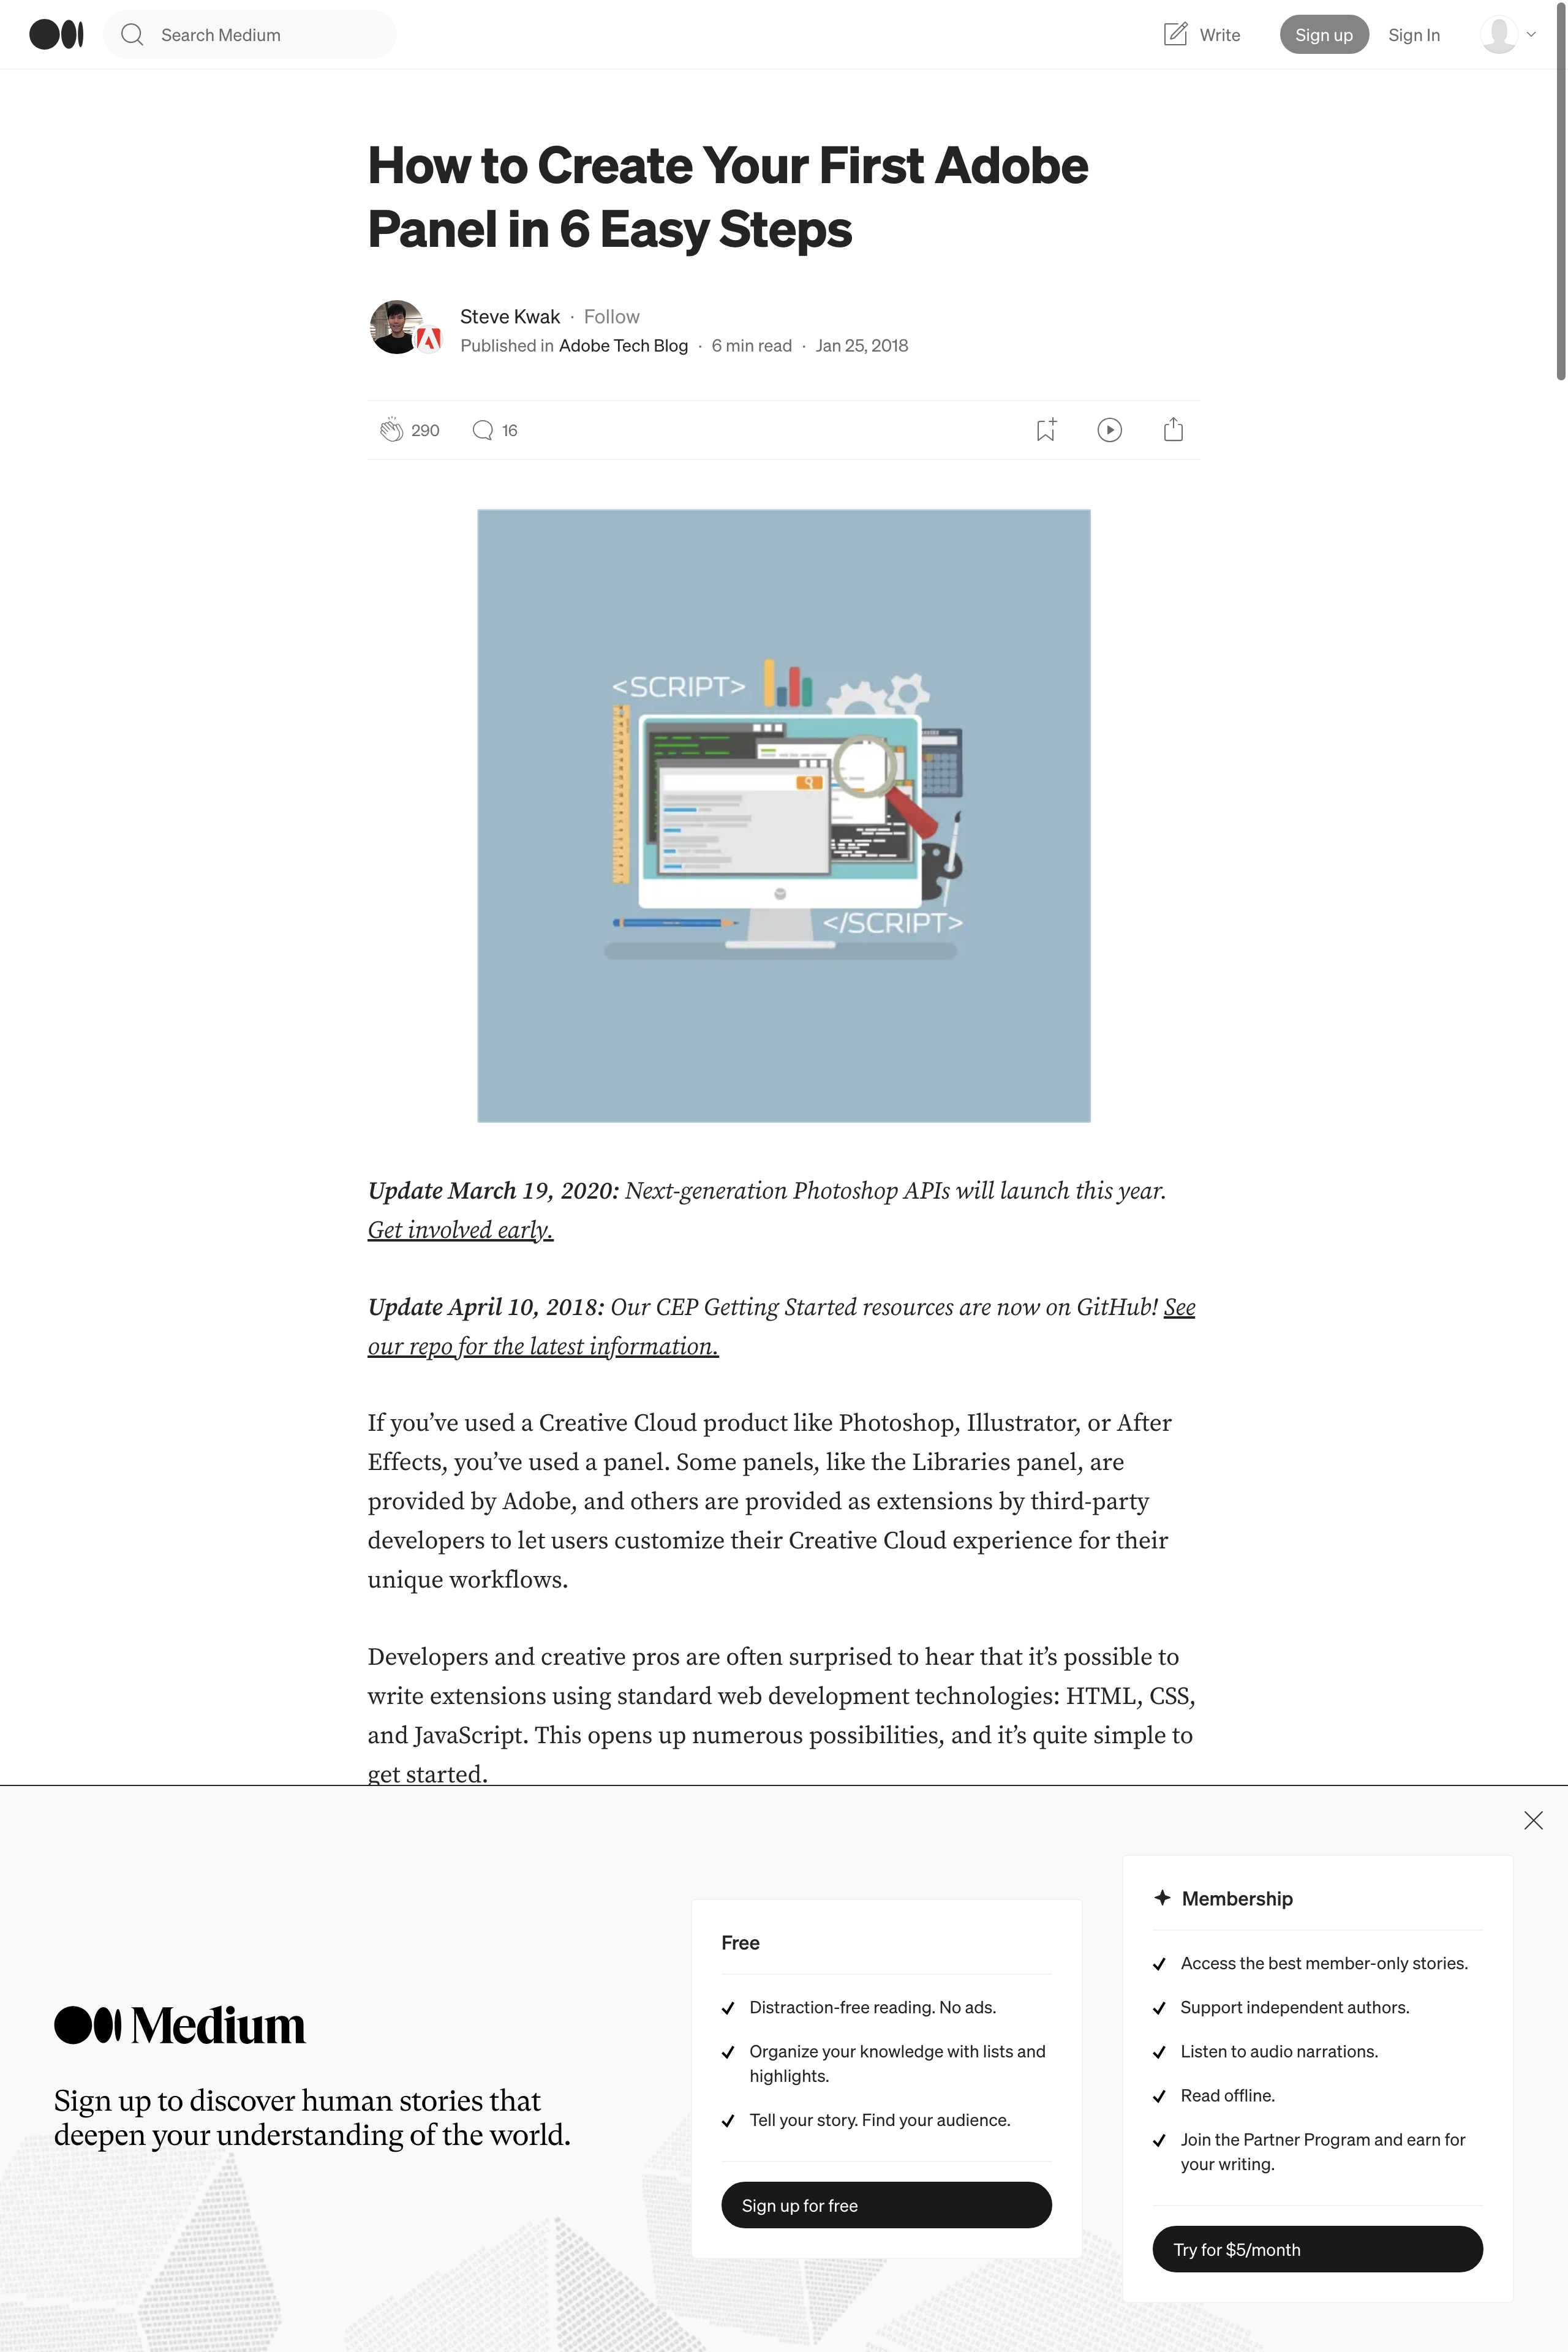 Search Medium
Write
Sign up
Sign In
How to Create Your First Adobe
Panel in 6 Easy Steps
Steve Kwak · Follow
Published in Adobe Tech Blog · 6 min read · Jan 25, 2018
290
16
<SCRIPT>
</SCRIPT>
Update March 19, 2020: Next-generation Photoshop APIs will launch this year.
Get involved early.
Update April 10, 2018: Our CEP Getting Started resources are now on GitHub! See
our repo for the latest information.
If you’ve used a Creative Cloud product like Photoshop, Illustrator, or After
Effects, you’ve used a panel. Some panels, like the Libraries panel, are
provided by Adobe, and others are provided as extensions by third-party
developers to let users customize their Creative Cloud experience for their
unique workflows.
Developers and creative pros are often surprised to hear that it’s possible to
write extensions using standard web development technologies: HTML, CSS,
and JavaScript. This opens up numerous possibilities, and it’s quite simple to
get started.
Medium
Sign up to discover human stories that
deepen your understanding of the world.
Free
Distraction-free reading. No ads.
Organize your knowledge with lists and
highlights.
Tell your story. Find your audience.
Sign up for free
Membership
Access the best member-only stories.
Support independent authors.
Listen to audio narrations.
Read offline.
Join the Partner Program and earn for
your writing.
Try for $5/month